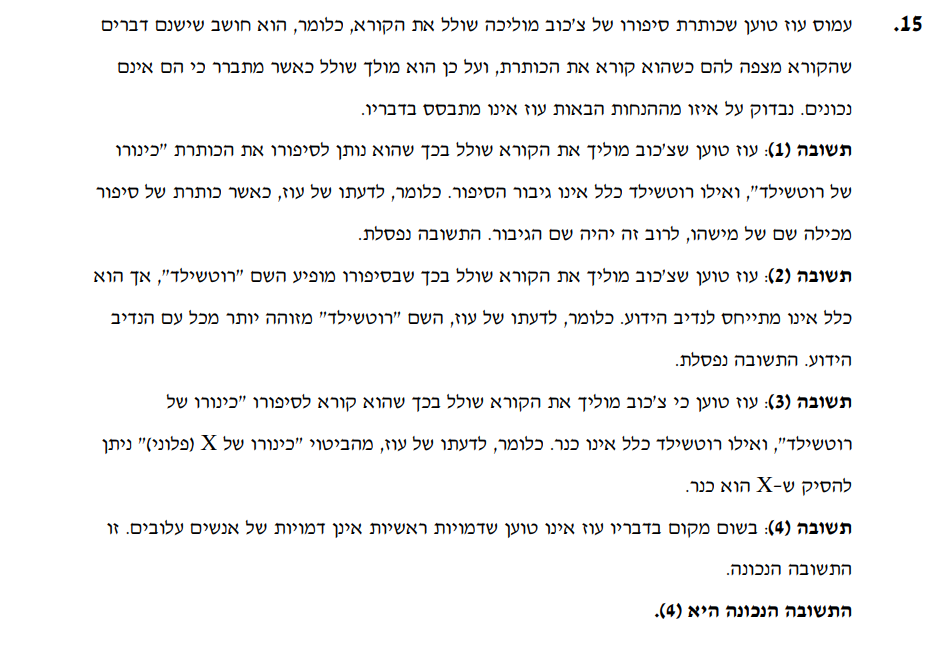 15. עמוס עוז טוען שכותרת סיפורו של צ'כוב מוליכה שולל את הקורא, כלומר, הוא חושב שישנם דברים
שהקורא מצפה להם כשהוא קורא את הכותרת, ועל כן הוא מולך שולל כאשר מתברר כי הם אינם
נכונים. נבדוק על איזו מההנחות הבאות עוז אינו מתבסס בדבריו.
תשובה (1): עוז טוען שצ'כוב מוליך את הקורא שולל בכך שהוא נותן לסיפורו את הכותרת "כינורו
של רוטשילד", ואילו רוטשילד כלל אינו גיבור הסיפור. כלומר, לדעתו של עוז, כאשר כותרת של סיפור
מכילה שם של מישהו, לרוב זה יהיה שם הגיבור. התשובה נפסלת.
תשובה (2): עוז טוען שצ'כוב מוליך את הקורא שולל בכך שבסיפורו מופיע השם "רוטשילד", אך הוא
כלל אינו מתייחס לנדיב הידוע. כלומר, לדעתו של עוז, השם "רוטשילד" מזוהה יותר מכל עם הנדיב
הידוע. התשובה נפסלת.
תשובה (3): עוז טוען כי צ'כוב מוליך את הקורא שולל בכך שהוא קורא לסיפורו "כינורו של
רוטשילד", ואילו רוטשילד כלל אינו כנר. כלומר, לדעתו של עוז, מהביטוי "כינורו של X (פלוני)" ניתן
להסיק ש-X הוא כנר.
תשובה (4): בשום מקום בדבריו עוז אינו טוען שדמויות ראשיות אינן דמויות של אנשים עלובים. זו
התשובה הנכונה.
התשובה הנכונה היא (4).